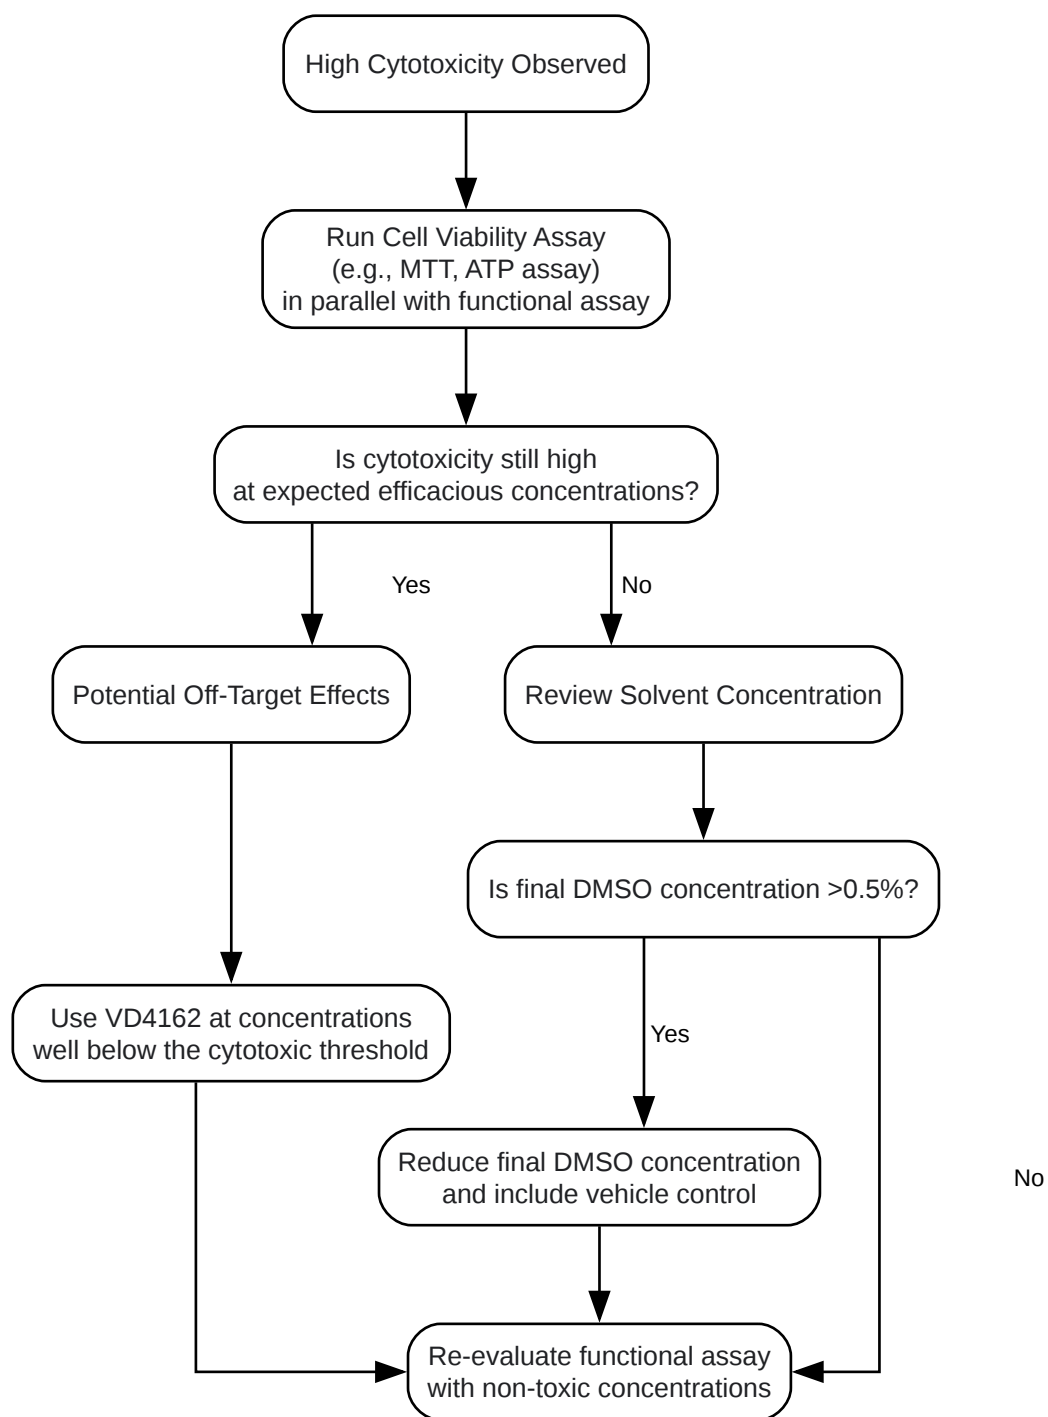 High Cytotoxicity Observed
Run Cell Viability Assay
(e.g., MTT, ATP assay)
in parallel with functional assay
Is cytotoxicity still high
at expected efficacious concentrations?
Yes
No
Potential Off-Target Effects
Review Solvent Concentration
Is final DMSO concentration >0.5%?
Use VD4162 at concentrations
well below the cytotoxic threshold
Yes
Reduce final DMSO concentration
and include vehicle control
No
Re-evaluate functional assay
with non-toxic concentrations